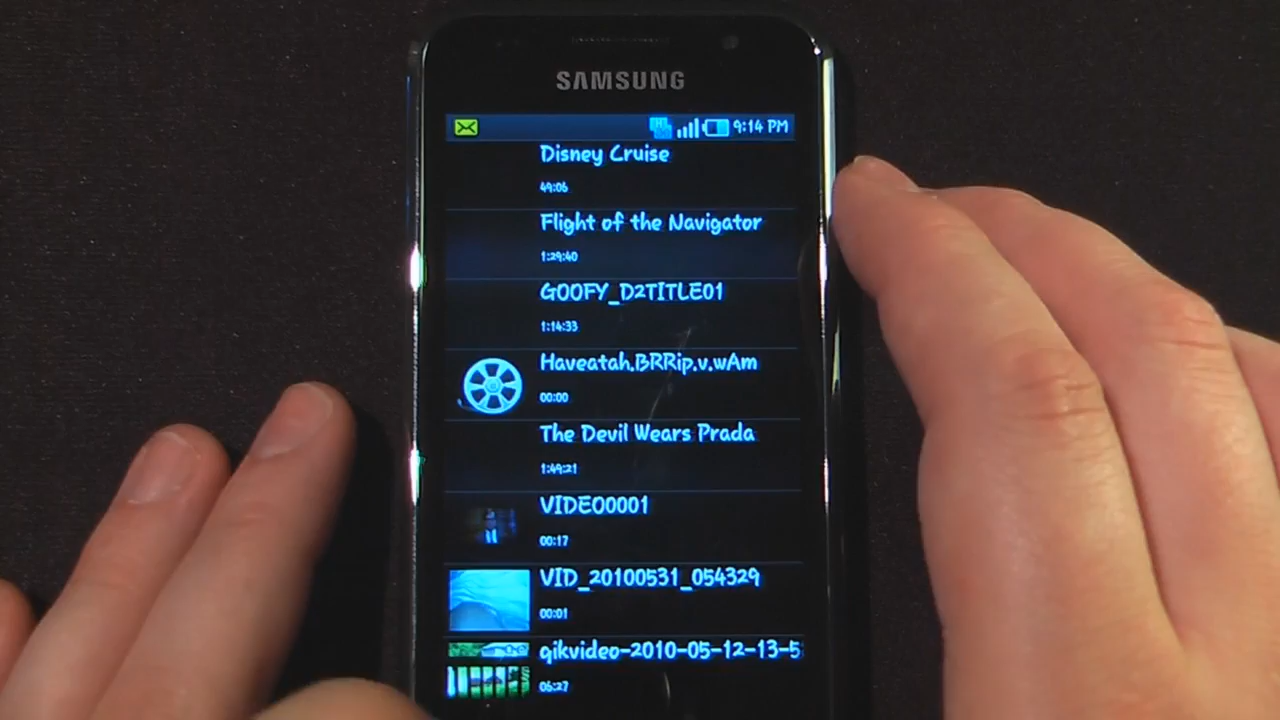 SAMSUNG
9:14 PM
Disney Cruise
49:06
Flight of the Navigator
1:29:40
GOOFY_D2TITLE01
1:14:33
Haveatah.BRRip.v.wAm
00:00
The Devil Wears Prada
1:49:21
VIDEO0001
00:17
VID_20100531_054329
00:01
qikvideo-2010-05-12-13-5
06:27